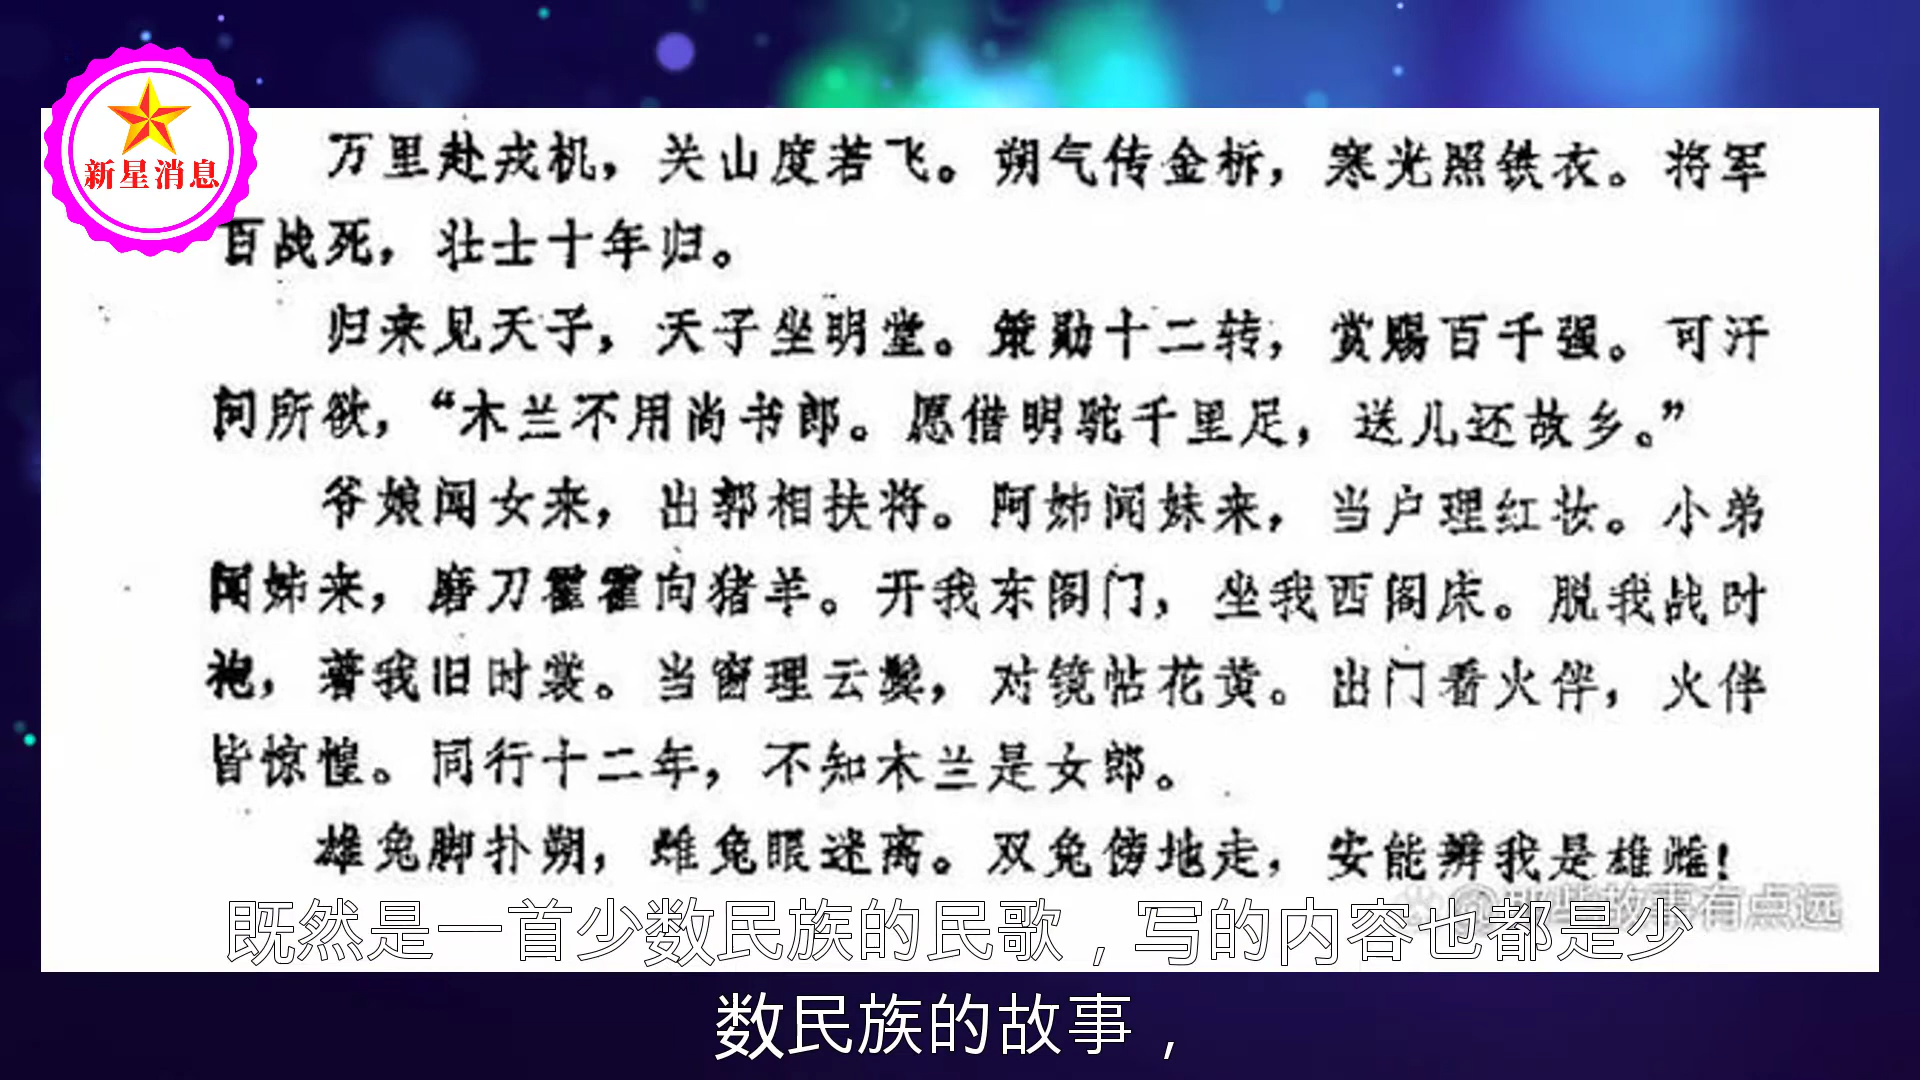 新星消息
万里赴戎机，关山度若飞。朔气传金柝，寒光照铁衣。将军
百战死，壮士十年归。
归来见天子，天子坐明堂。策勋十二转，赏赐百千强。可汗
问所欲，“木兰不用尚书郎。愿借明驼千里足，送儿还故乡。”
爷娘闻女来，出郭相扶将。阿姊闻妹来，当户理红妆。小弟
闻姊来，磨刀霍霍向猪羊。开我东阁门，坐我西阁床。脱我战时
袍，著我旧时裳。当窗理云鬓，对镜帖花黄。出门看火伴，火伴
皆惊惶。同行十二年，不知木兰是女郎。
雄兔脚扑朔，雌兔眼迷离。双兔傍地走，安能辨我是雄雌！
故事有点远
既然是一首少数民族的民歌，写的内容也都是少
数民族的故事，